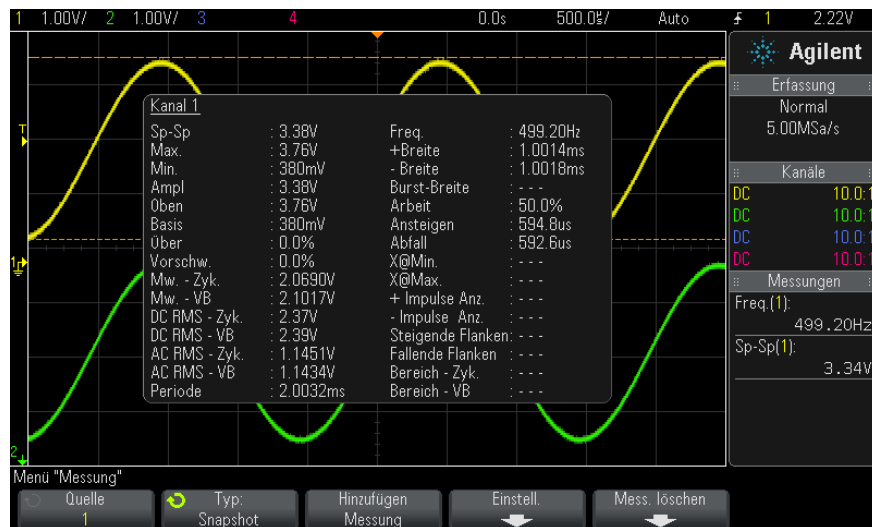 1 1.00V/ 2 1.00V/ 3 4 0.0s 500.0µ/ Auto 1 2.22V
Agilent
Erfassung
Normal
5.00MSa/s
Kanäle
DC 10.0:1
DC 10.0:1
DC 10.0:1
DC 10.0:1
Messungen
Freq.(1):
499.20Hz
Sp-Sp(1):
3.34V
T
1
2
Kanal 1
Sp-Sp : 3.38V Freq. : 499.20Hz
Max. : 3.76V +Breite : 1.0014ms
Min. : 380mV - Breite : 1.0018ms
Ampl : 3.38V Burst-Breite : - - -
Oben : 3.76V Arbeit : 50.0%
Basis : 380mV Ansteigen : 594.8us
Über : 0.0% Abfall : 592.6us
Vorschw. : 0.0% X@Min. : - - -
Mw. - Zyk. : 2.0690V X@Max. : - - -
Mw. - VB : 2.1017V + Impulse Anz. : - - -
DC RMS - Zyk. : 2.37V - Impulse Anz. : - - -
DC RMS - VB : 2.39V Steigende Flanken: - - -
AC RMS - Zyk. : 1.1451V Fallende Flanken : - - -
AC RMS - VB : 1.1434V Bereich - Zyk. : - - -
Periode : 2.0032ms Bereich - VB : - - -
Menü "Messung"
Quelle Typ: Hinzufügen Einstell. Mess. löschen
1 Snapshot Messung